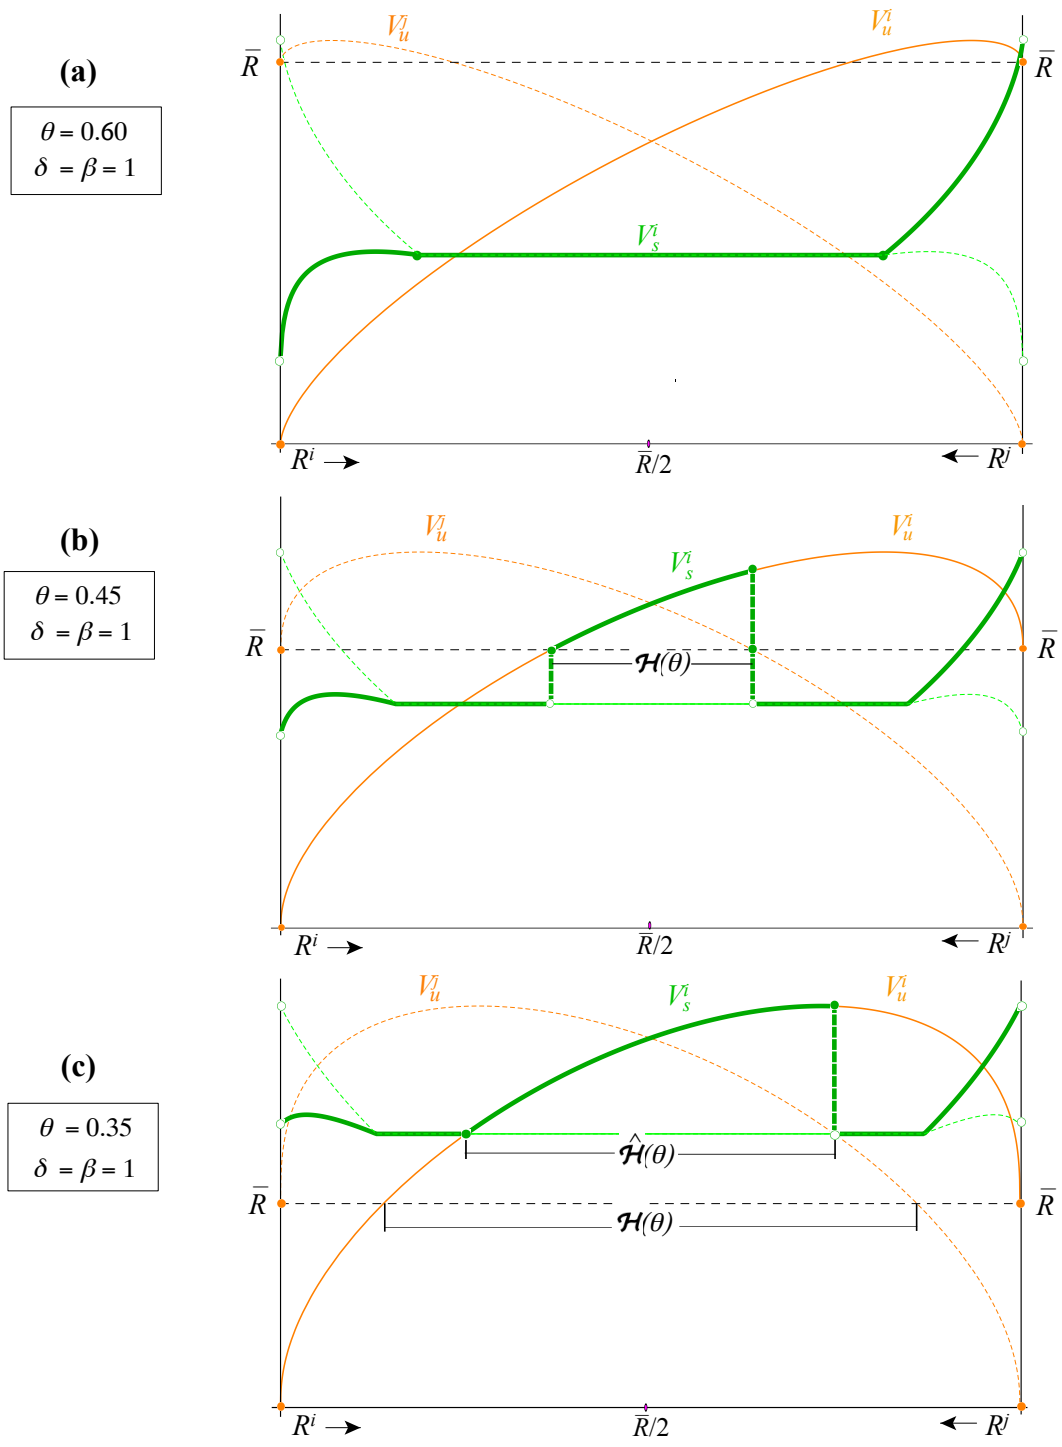 V_u^j V_u^i
(a)
R̅ R̅
θ = 0.60
δ = β = 1
V_s^i
R^i → R̅/2 ← R^j
V_u^j V_u^i
(b)
V_s^i
θ = 0.45
δ = β = 1
R̅ R̅
𝓗(θ)
R^i → R̅/2 ← R^j
V_u^j V_s^i V_u^i
(c)
θ = 0.35
δ = β = 1
𝓗̂(θ)
R̅ R̅
𝓗(θ)
R^i → R̅/2 ← R^j